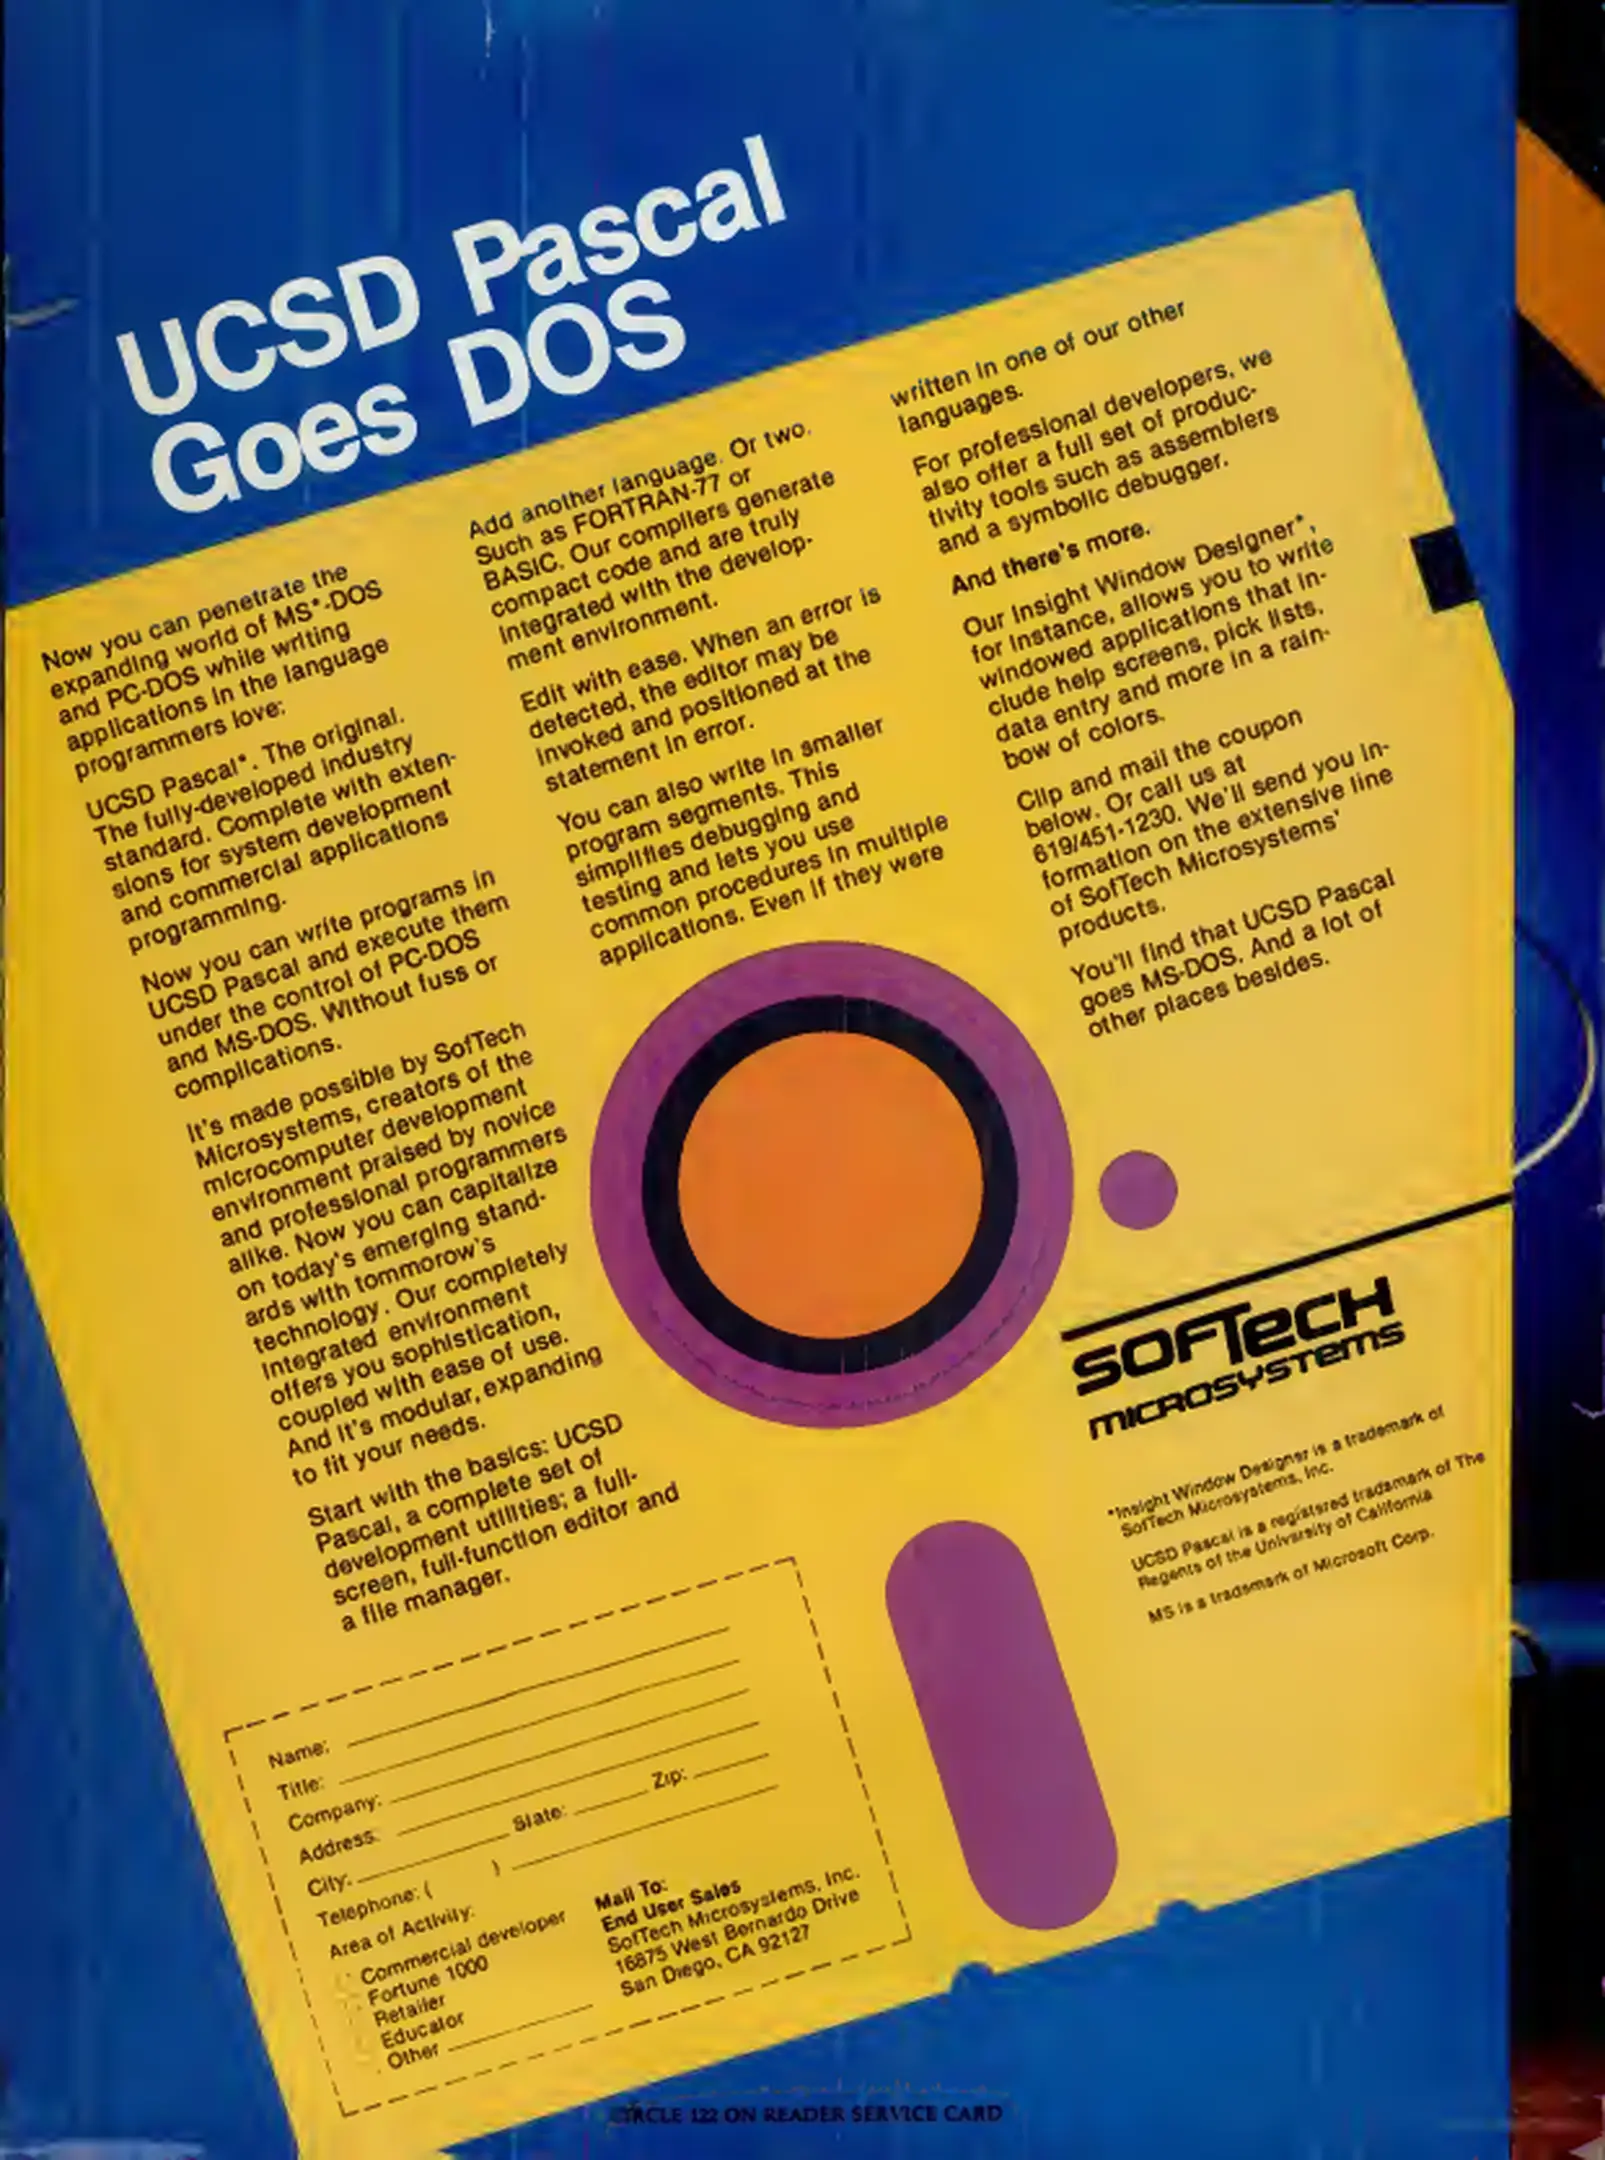 UCSD Pascal
Goes DOS
Now you can penetrate the
expanding world of MS*-DOS
and PC-DOS while writing
applications in the language
programmers love:
UCSD Pascal*. The original.
The fully-developed industry
standard. Complete with exten-
sions for system development
and commercial applications
programming.
Now you can write programs in
UCSD Pascal and execute them
under the control of PC-DOS
and MS-DOS. Without fuss or
complications.
It's made possible by SofTech
Microsystems, creators of the
microcomputer development
environment praised by novice
and professional programmers
alike. Now you can capitalize
on today's emerging stand-
ards with tommorow's
technology. Our completely
integrated environment
offers you sophistication,
coupled with ease of use.
And it's modular, expanding
to fit your needs.
Start with the basics: UCSD
Pascal, a complete set of
development utilities; a full-
screen, full-function editor and
a file manager.
Add another language. Or two.
Such as FORTRAN-77 or
BASIC. Our compilers generate
compact code and are truly
integrated with the develop-
ment environment.
Edit with ease. When an error is
detected, the editor may be
invoked and positioned at the
statement in error.
You can also write in smaller
program segments. This
simplifies debugging and
testing and lets you use
common procedures in multiple
applications. Even if they were
written in one of our other
languages.
For professional developers, we
also offer a full set of produc-
tivity tools such as assemblers
and a symbolic debugger.
And there's more.
Our Insight Window Designer*,
for instance, allows you to write
windowed applications that in-
clude help screens, pick lists,
data entry and more in a rain-
bow of colors.
Clip and mail the coupon
below. Or call us at
619/451-1230. We'll send you in-
formation on the extensive line
of SofTech Microsystems'
products.
You'll find that UCSD Pascal
goes MS-DOS. And a lot of
other places besides.
SOFTECH
MICROSYSTEMS
*Insight Window Designer is a trademark of
SofTech Microsystems, Inc.
UCSD Pascal is a registered trademark of The
Regents of the University of California
MS is a trademark of Microsoft Corp.
Name:
Title:
Company:
Address:
City: State: Zip:
Telephone: ( )
Area of Activity:
Commercial developer
Fortune 1000
Retailer
Educator
Other
Mail To:
End User Sales
SofTech Microsystems, Inc.
16875 West Bernardo Drive
San Diego, CA 92127
CIRCLE 122 ON READER SERVICE CARD